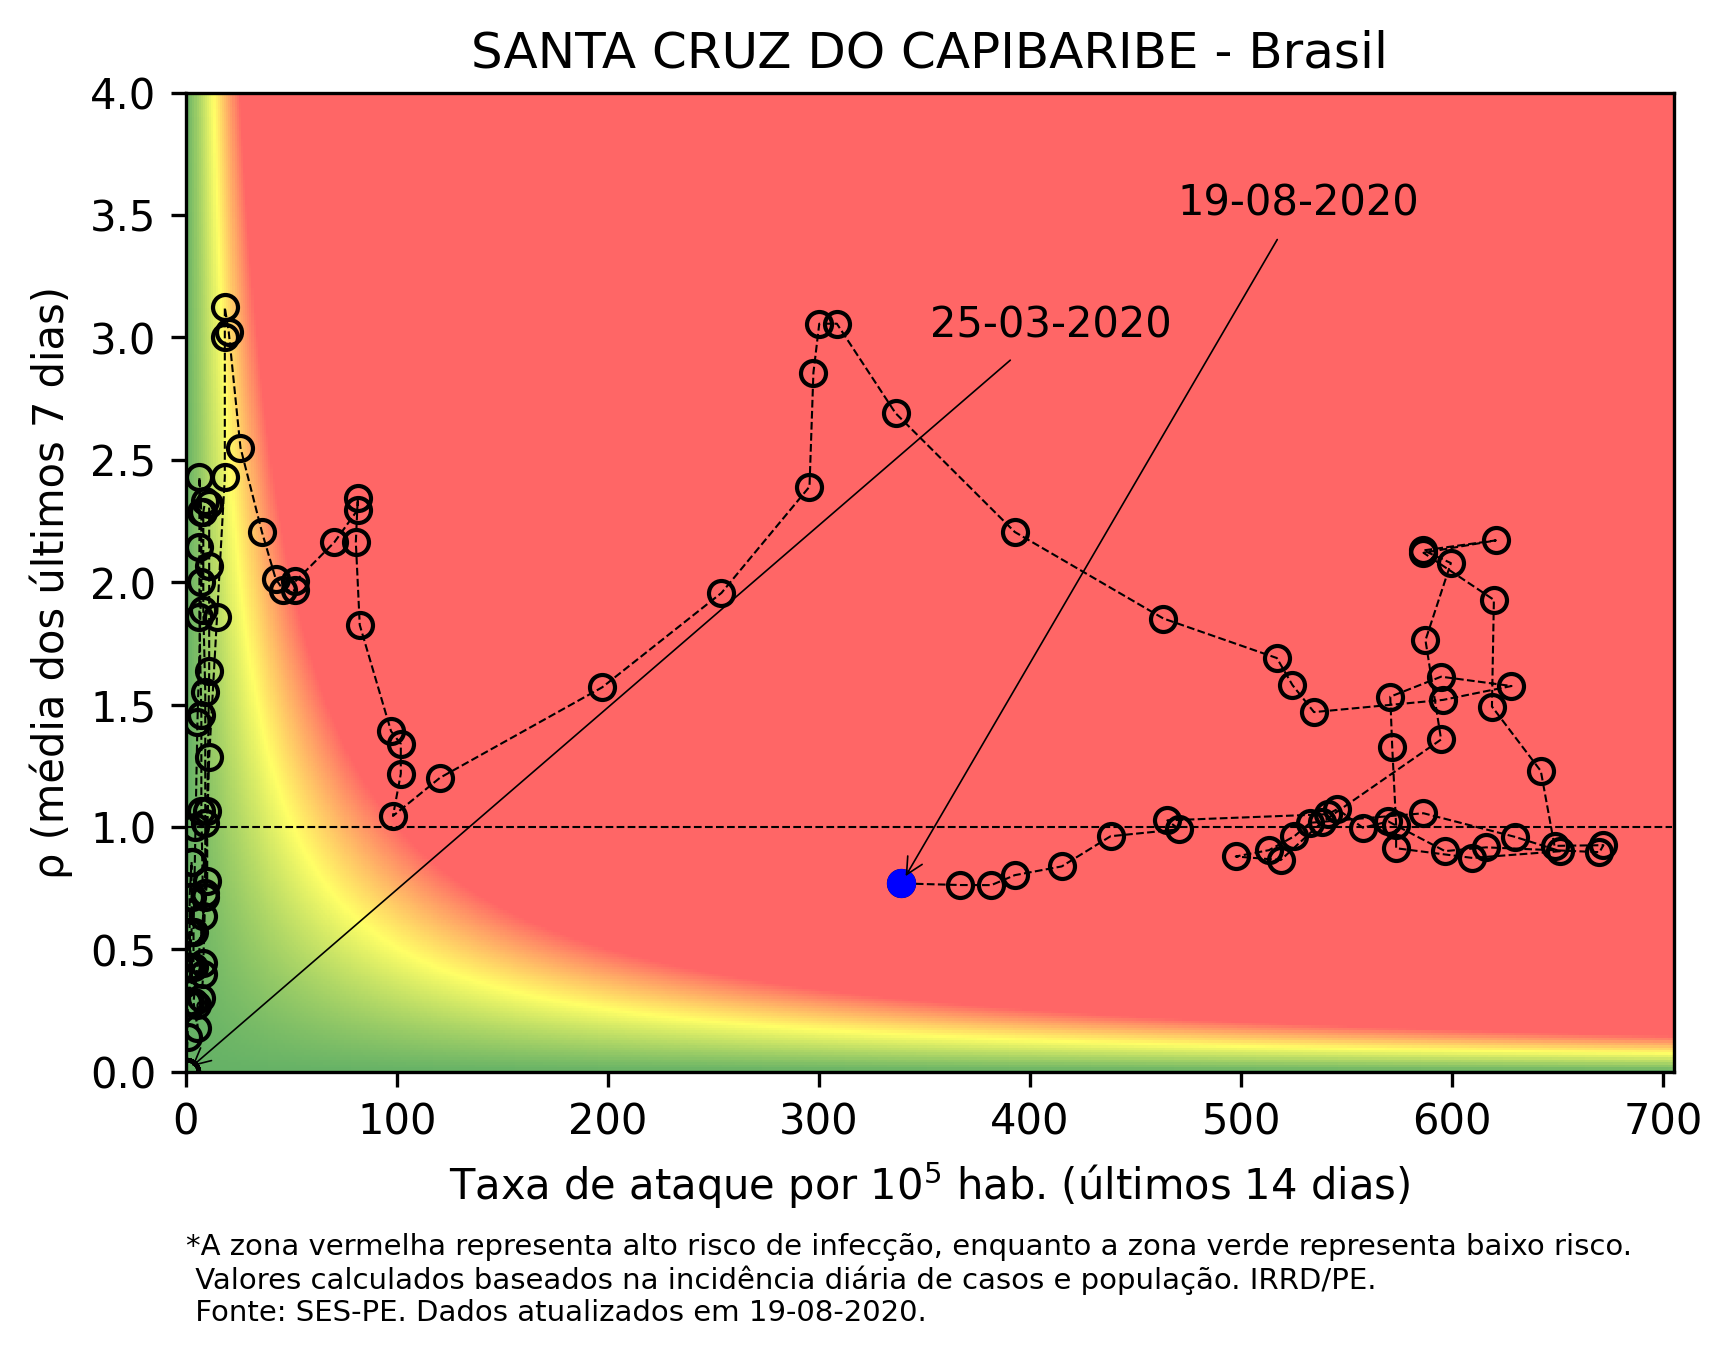 SANTA CRUZ DO CAPIBARIBE - Brasil
4.0
3.5
3.0
2.5
2.0
1.5
1.0
0.5
0.0
ρ (média dos últimos 7 dias)
19-08-2020
25-03-2020
0 100 200 300 400 500 600 700
Taxa de ataque por 10⁵ hab. (últimos 14 dias)
*A zona vermelha representa alto risco de infecção, enquanto a zona verde representa baixo risco.
Valores calculados baseados na incidência diária de casos e população. IRRD/PE.
Fonte: SES-PE. Dados atualizados em 19-08-2020.